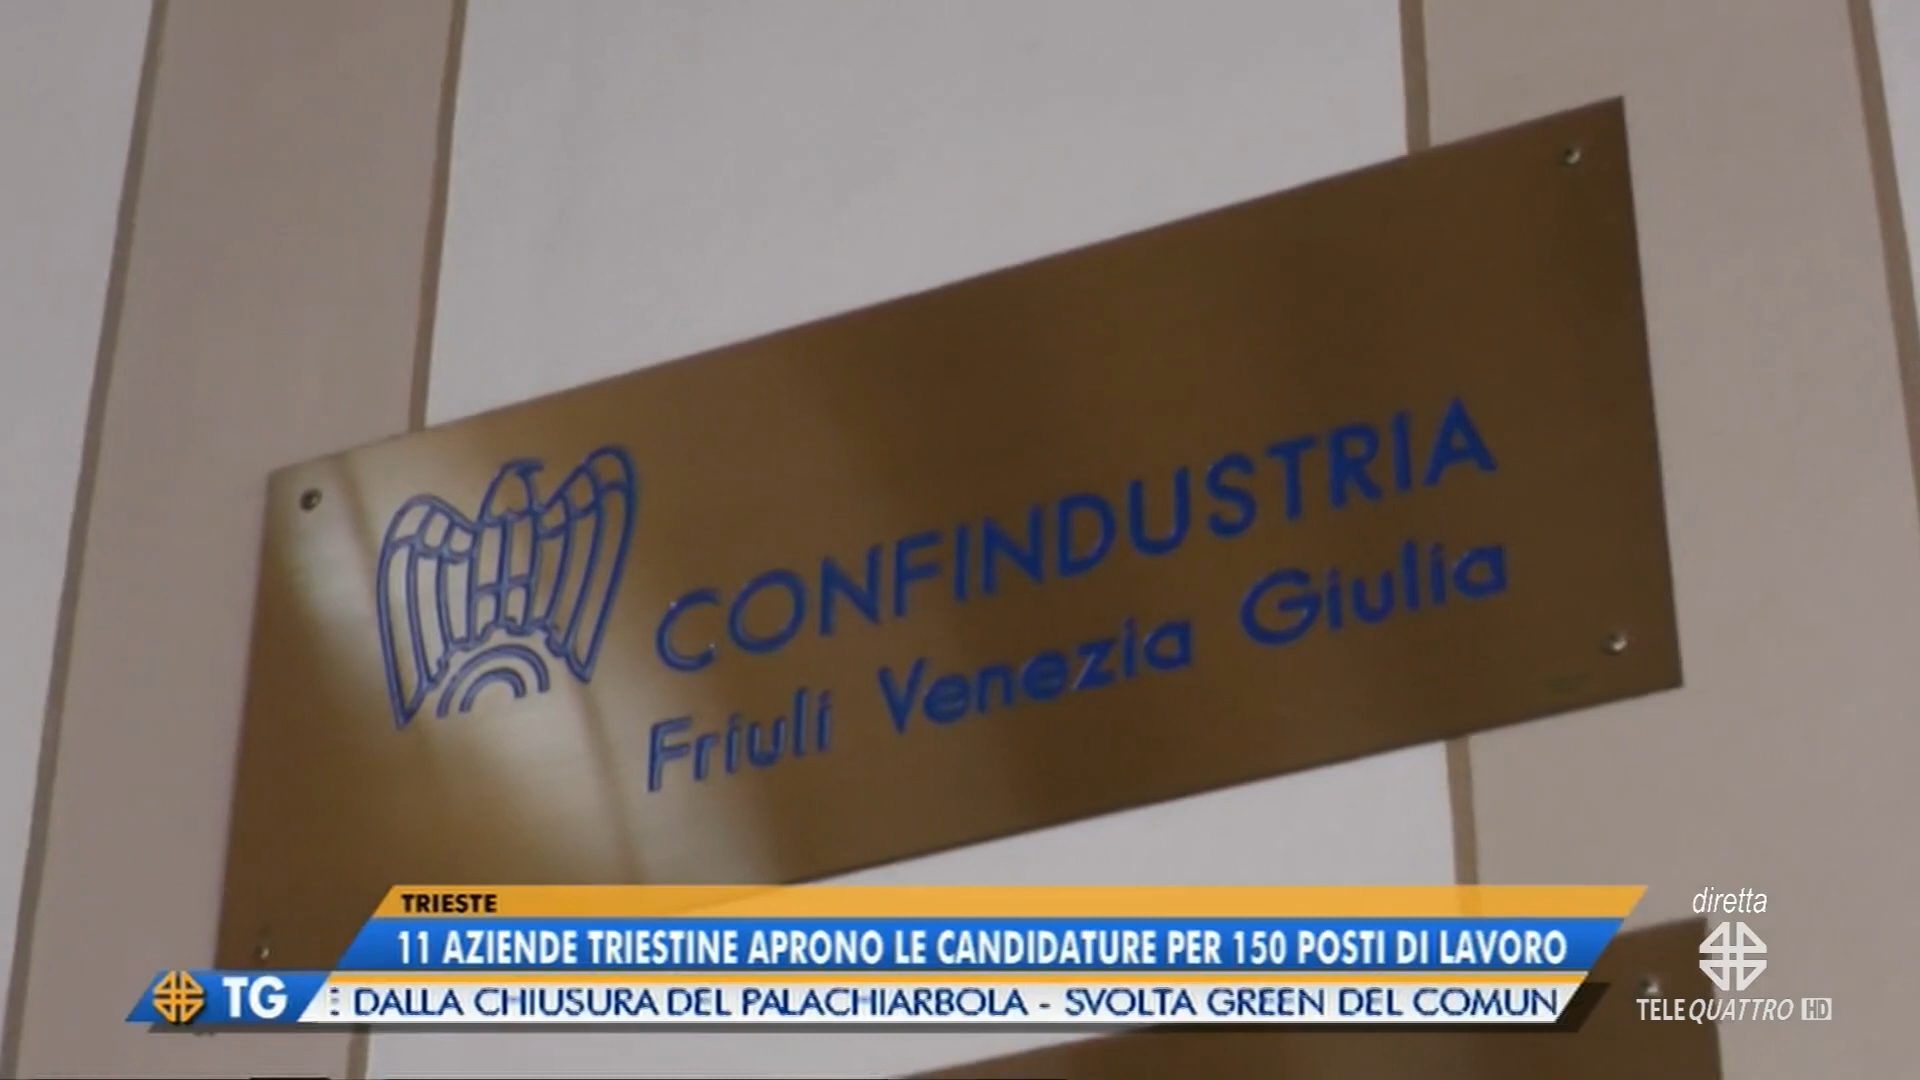 CONFINDUSTRIA
Friuli Venezia Giulia
TRIESTE
11 AZIENDE TRIESTINE APRONO LE CANDIDATURE PER 150 POSTI DI LAVORO
TG
DALLA CHIUSURA DEL PALACHIARBOLA - SVOLTA GREEN DEL COMUN
diretta
TELEQUATTRO HD